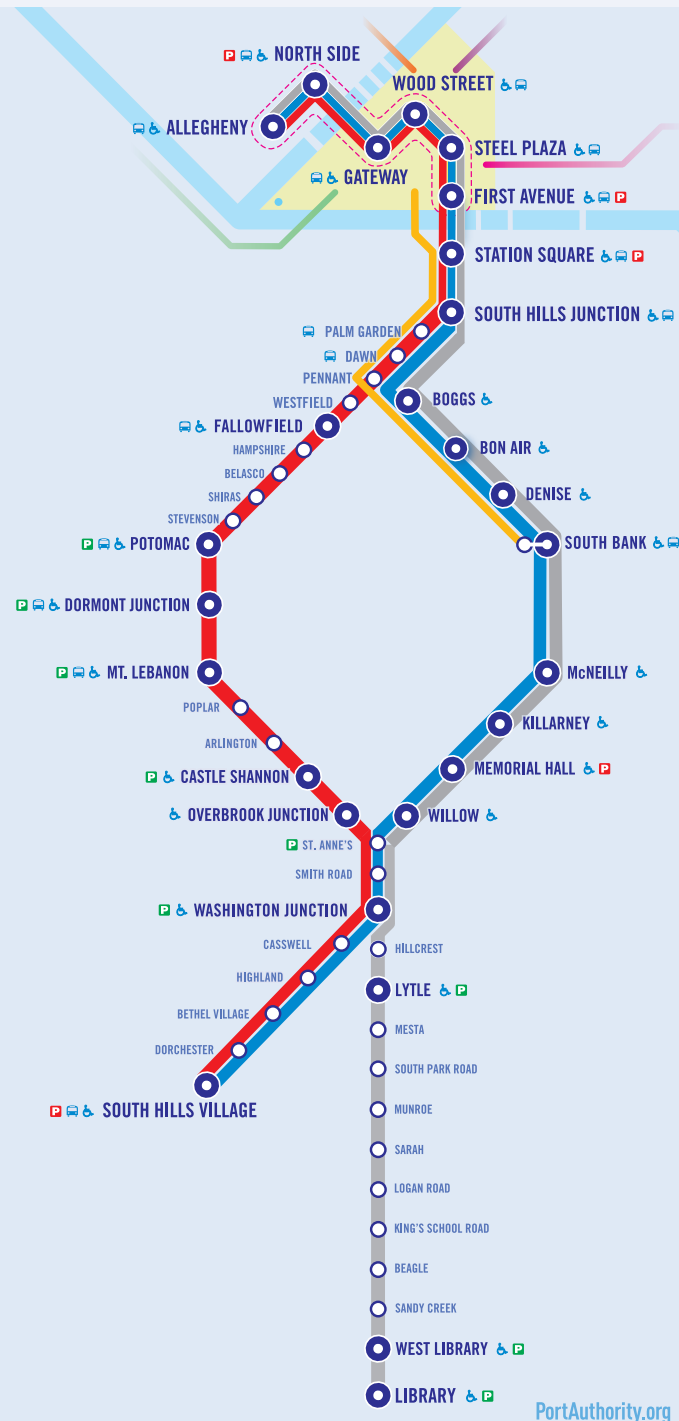 P NORTH SIDE
WOOD STREET
ALLEGHENY
STEEL PLAZA
GATEWAY
FIRST AVENUE P
STATION SQUARE P
SOUTH HILLS JUNCTION
PALM GARDEN
DAWN
PENNANT
BOGGS
WESTFIELD
FALLOWFIELD
BON AIR
HAMPSHIRE
BELASCO
DENISE
SHIRAS
STEVENSON
P POTOMAC
SOUTH BANK
P DORMONT JUNCTION
P MT. LEBANON
McNEILLY
POPLAR
KILLARNEY
ARLINGTON
MEMORIAL HALL P
P CASTLE SHANNON
OVERBROOK JUNCTION
WILLOW
P ST. ANNE'S
SMITH ROAD
P WASHINGTON JUNCTION
CASSWELL
HILLCREST
HIGHLAND
LYTLE P
BETHEL VILLAGE
MESTA
DORCHESTER
SOUTH PARK ROAD
P SOUTH HILLS VILLAGE
MUNROE
SARAH
LOGAN ROAD
KING'S SCHOOL ROAD
BEAGLE
SANDY CREEK
WEST LIBRARY P
LIBRARY P
PortAuthority.org